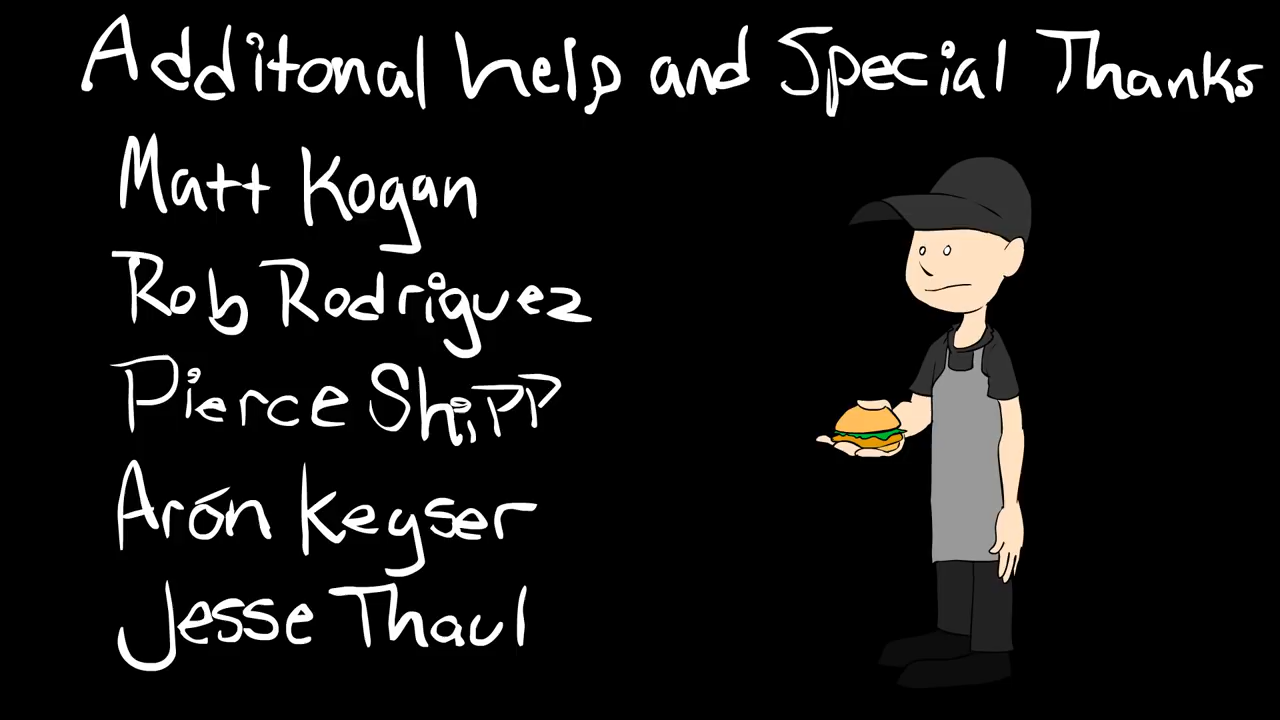 Additonal help and Special Thanks
Matt Kogan
Rob Rodriguez
Pierce Shipp
Arón Keyser
Jesse Thaul